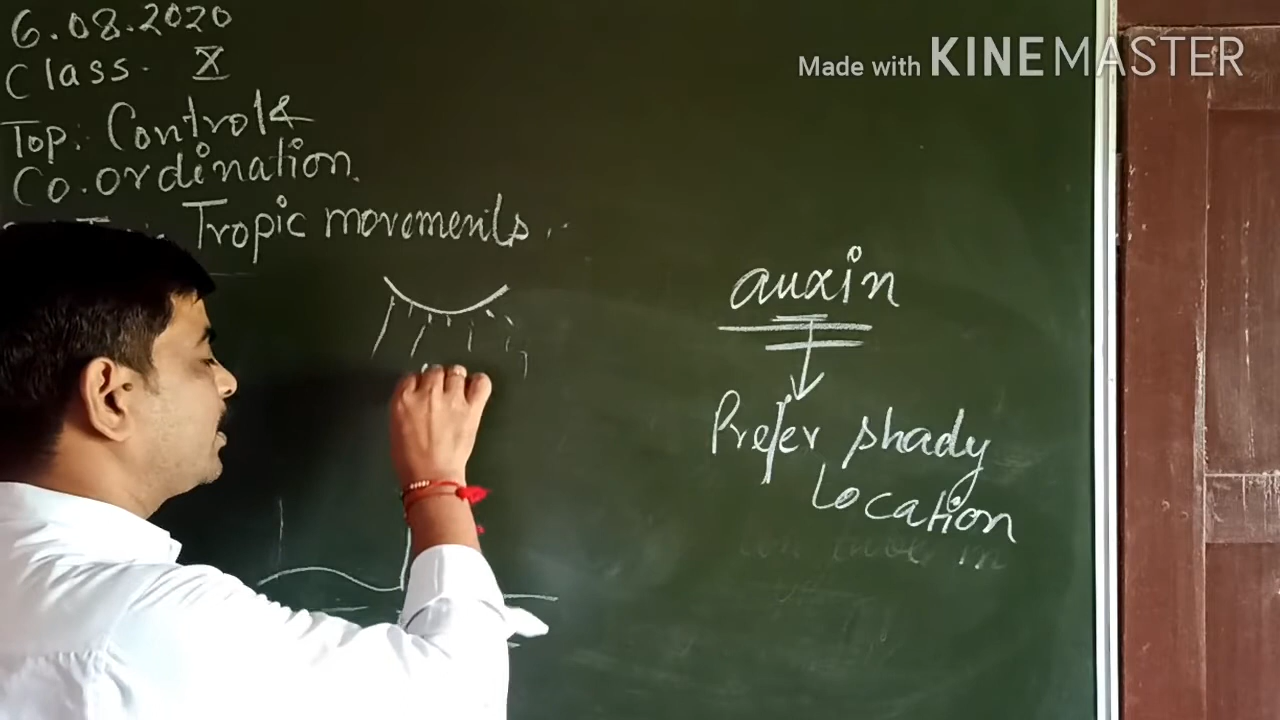 6.08.2020
Class. X
Top. Control &
Co.ordination.
Tropic movements.
auxin
Prefer shady
location
Made with KINEMASTER